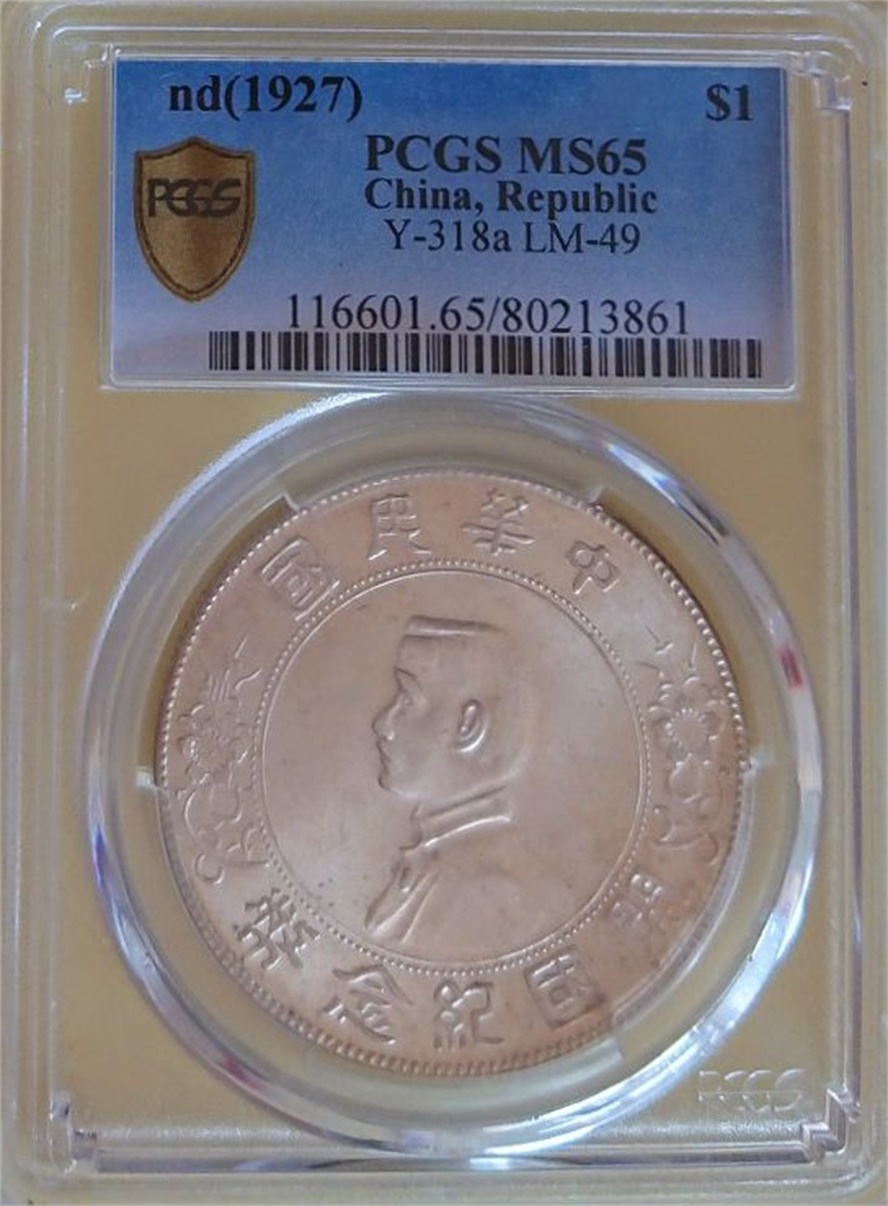 nd(1927) $1
PCGS MS65
China, Republic
PCGS
Y-318a LM-49
116601.65/80213861
中華民國
開國紀念幣
PCGS